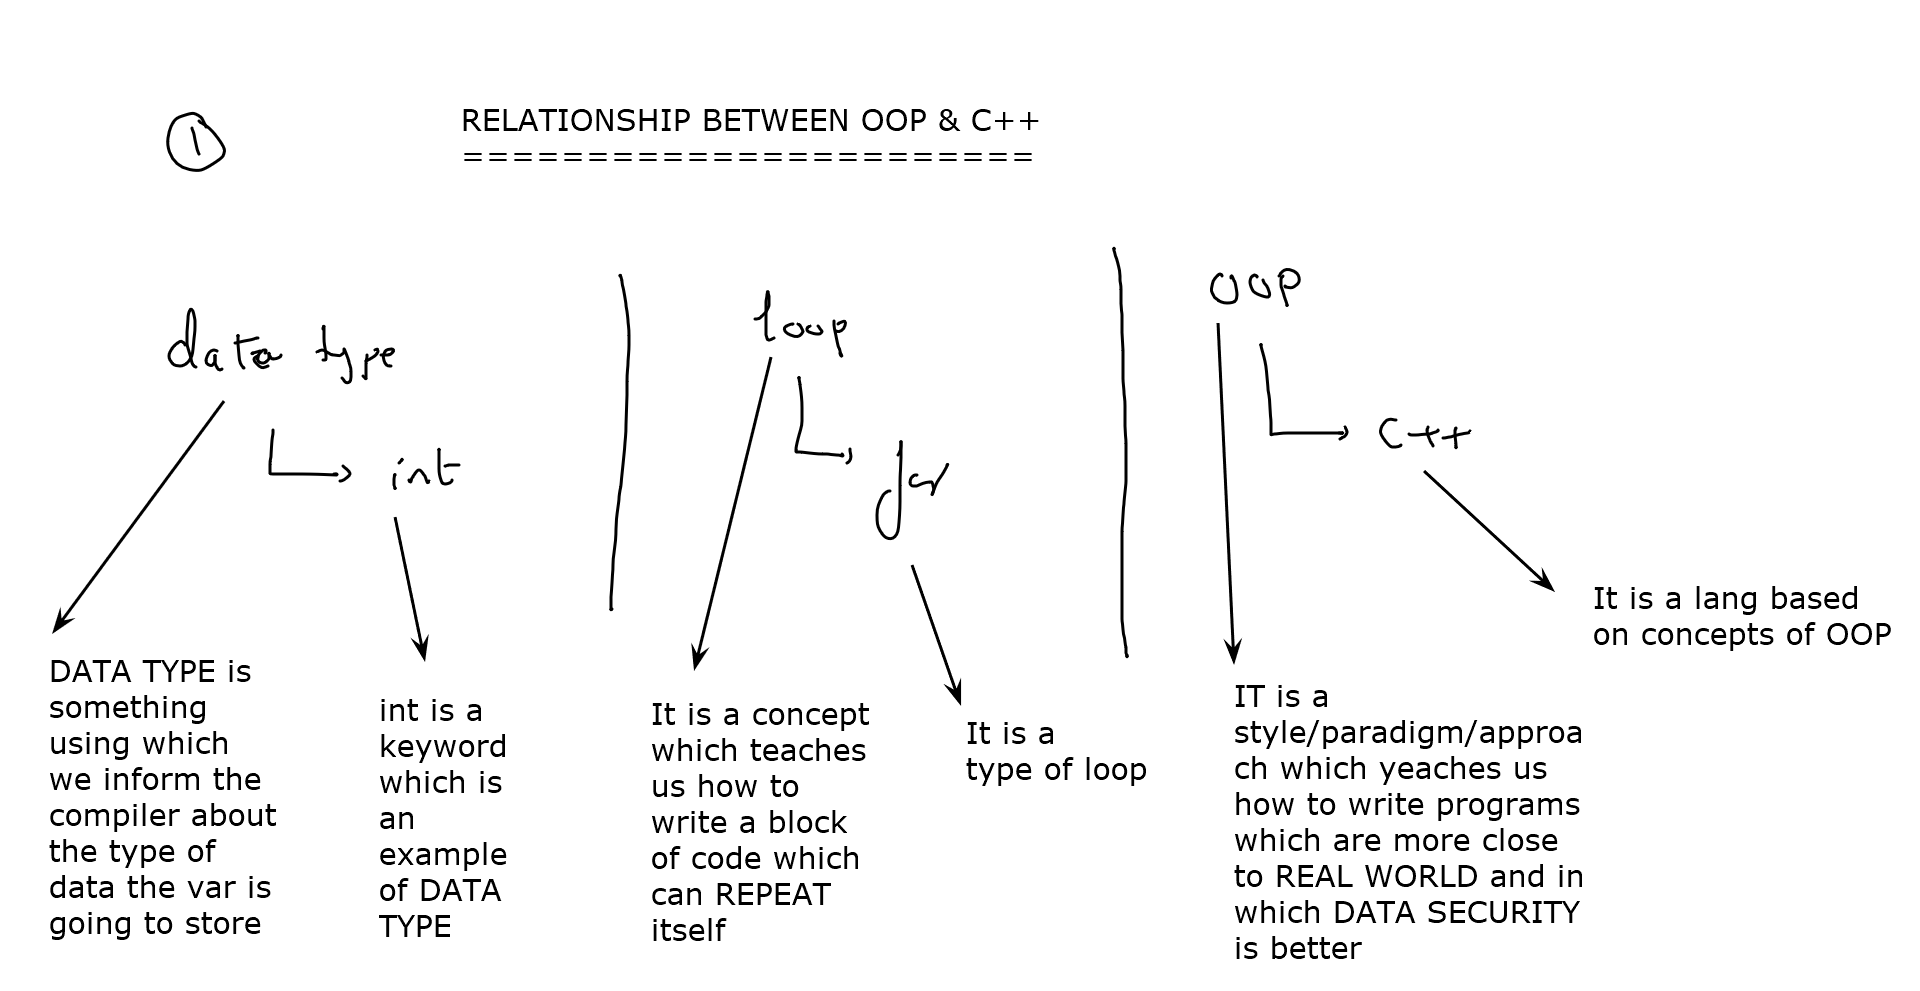 1
RELATIONSHIP BETWEEN OOP & C++
=======================
data type
int
DATA TYPE is
something
using which
we inform the
compiler about
the type of
data the var is
going to store
int is a
keyword
which is
an
example
of DATA
TYPE
loop
for
It is a concept
which teaches
us how to
write a block
of code which
can REPEAT
itself
It is a
type of loop
OOP
C++
IT is a
style/paradigm/approa
ch which yeaches us
how to write programs
which are more close
to REAL WORLD and in
which DATA SECURITY
is better
It is a lang based
on concepts of OOP